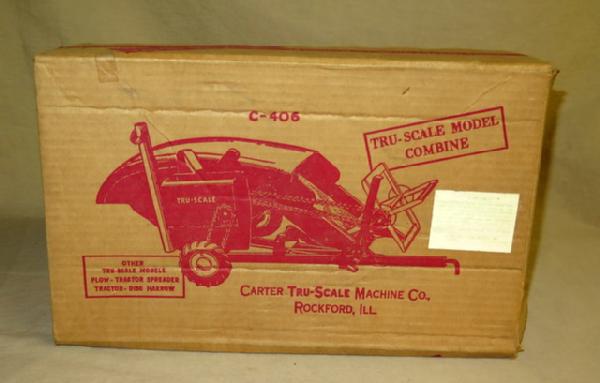 C-406
TRU-SCALE MODEL
COMBINE
TRU-SCALE
OTHER
TRU-SCALE MODELS
PLOW - TRACTOR SPREADER
TRACTOR - DISC HARROW
CARTER TRU-SCALE MACHINE CO.,
ROCKFORD, ILL